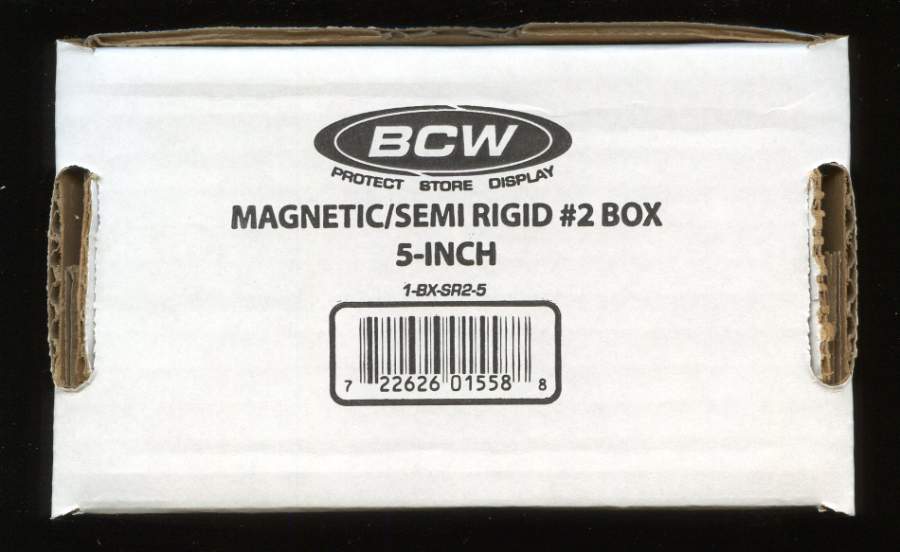 BCW
PROTECT STORE DISPLAY
MAGNETIC/SEMI RIGID #2 BOX
5-INCH
1-BX-SR2-5
7 22626 01558 8